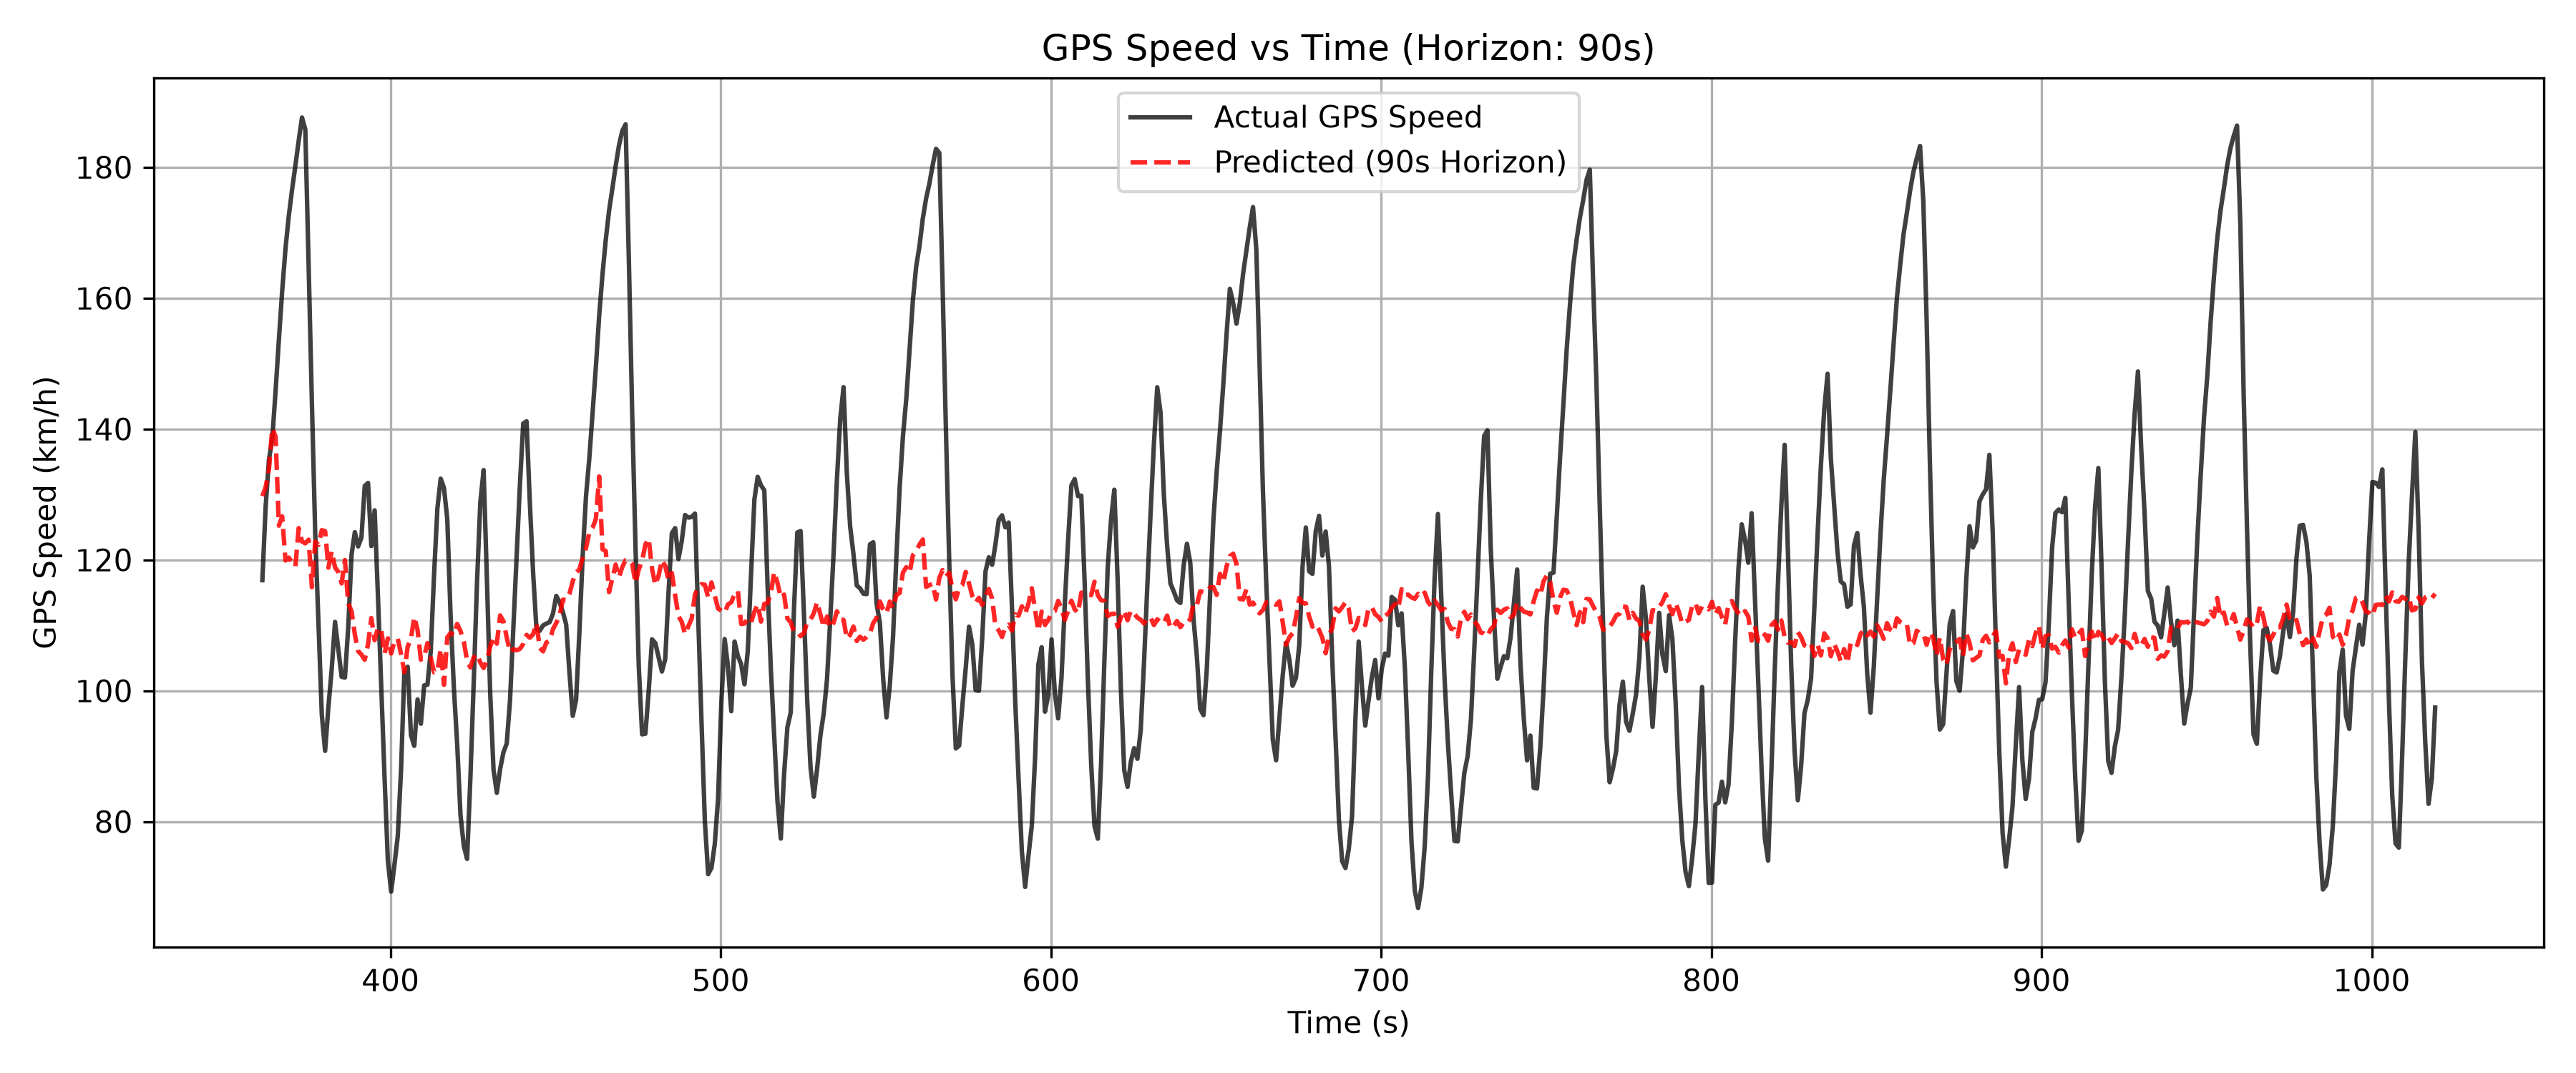 GPS Speed vs Time (Horizon: 90s)
Actual GPS Speed
Predicted (90s Horizon)
GPS Speed (km/h)
180
160
140
120
100
80
400 500 600 700 800 900 1000
Time (s)